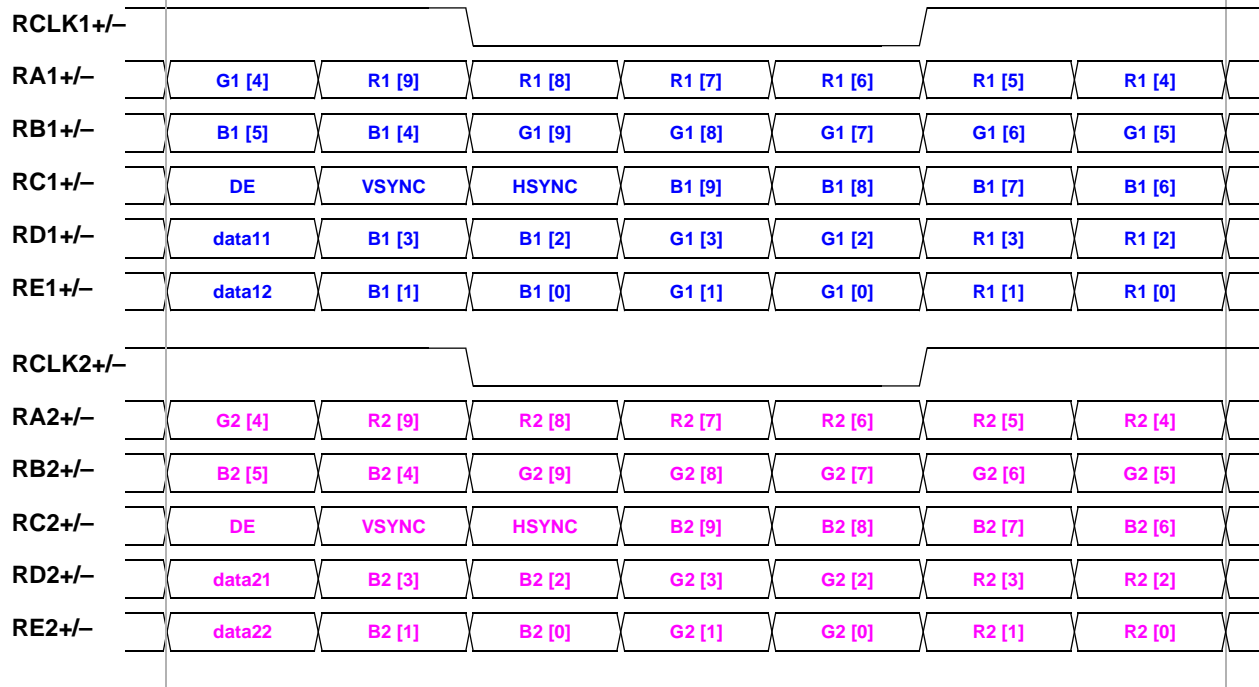 RCLK1+/–
RA1+/– G1 [4] R1 [9] R1 [8] R1 [7] R1 [6] R1 [5] R1 [4]
RB1+/– B1 [5] B1 [4] G1 [9] G1 [8] G1 [7] G1 [6] G1 [5]
RC1+/– DE VSYNC HSYNC B1 [9] B1 [8] B1 [7] B1 [6]
RD1+/– data11 B1 [3] B1 [2] G1 [3] G1 [2] R1 [3] R1 [2]
RE1+/– data12 B1 [1] B1 [0] G1 [1] G1 [0] R1 [1] R1 [0]
RCLK2+/–
RA2+/– G2 [4] R2 [9] R2 [8] R2 [7] R2 [6] R2 [5] R2 [4]
RB2+/– B2 [5] B2 [4] G2 [9] G2 [8] G2 [7] G2 [6] G2 [5]
RC2+/– DE VSYNC HSYNC B2 [9] B2 [8] B2 [7] B2 [6]
RD2+/– data21 B2 [3] B2 [2] G2 [3] G2 [2] R2 [3] R2 [2]
RE2+/– data22 B2 [1] B2 [0] G2 [1] G2 [0] R2 [1] R2 [0]